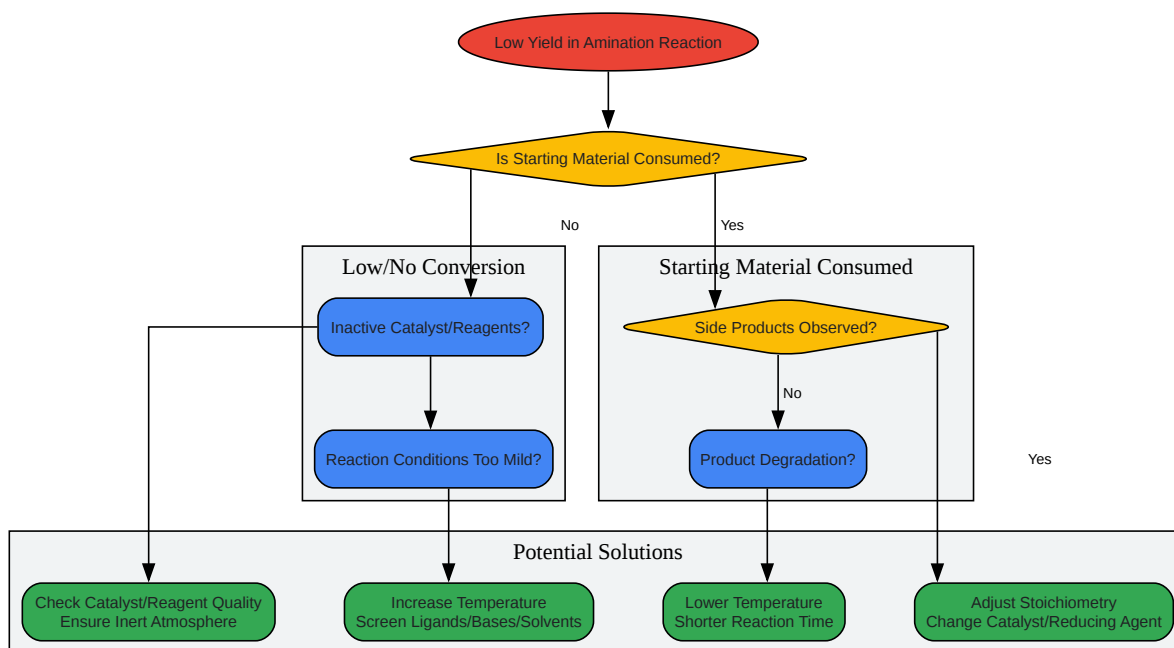 Low Yield in Amination Reaction
Is Starting Material Consumed?
No
Yes
Low/No Conversion
Starting Material Consumed
Inactive Catalyst/Reagents?
Side Products Observed?
No
Reaction Conditions Too Mild?
Product Degradation?
Yes
Potential Solutions
Check Catalyst/Reagent Quality
Ensure Inert Atmosphere
Increase Temperature
Screen Ligands/Bases/Solvents
Lower Temperature
Shorter Reaction Time
Adjust Stoichiometry
Change Catalyst/Reducing Agent